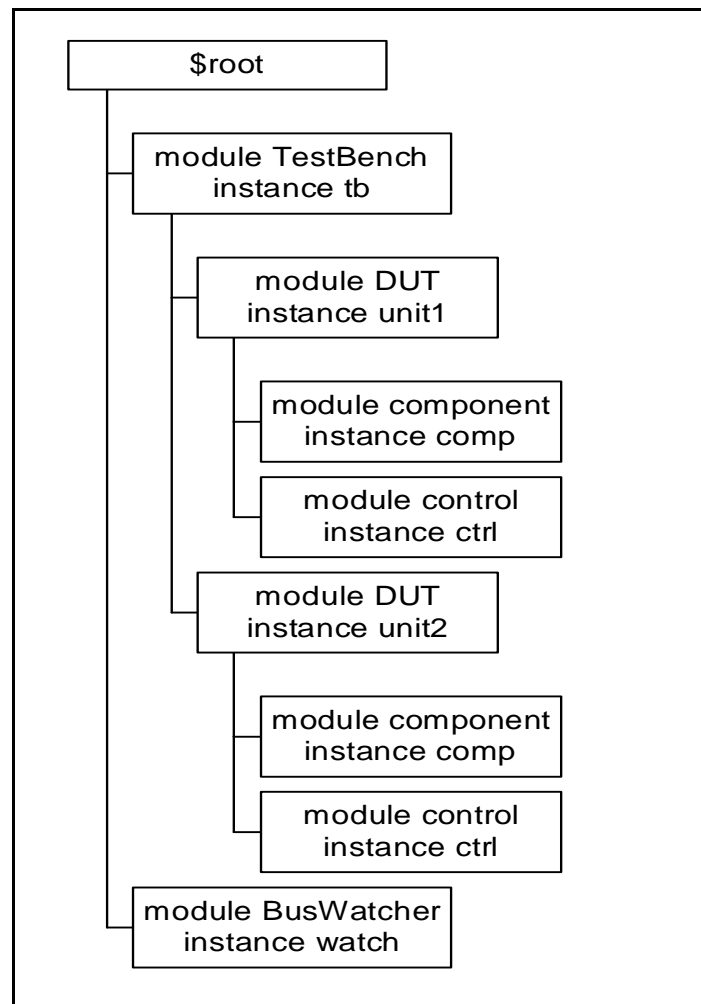 $root
module TestBench
instance tb
module DUT
instance unit1
module component
instance comp
module control
instance ctrl
module DUT
instance unit2
module component
instance comp
module control
instance ctrl
module BusWatcher
instance watch